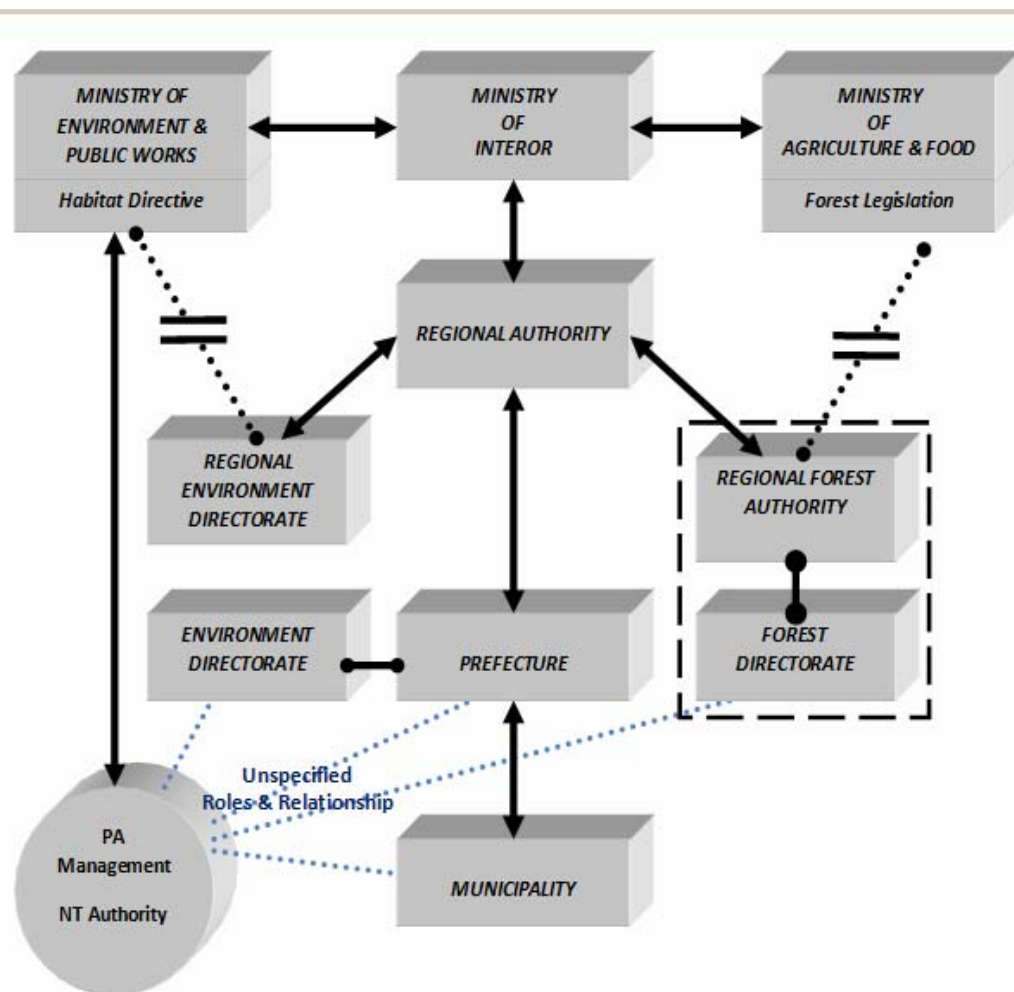 MINISTRY OF
ENVIRONMENT &
PUBLIC WORKS
Habitat Directive
MINISTRY
OF
INTEROR
MINISTRY
OF
AGRICULTURE & FOOD
Forest Legislation
REGIONAL AUTHORITY
REGIONAL
ENVIRONMENT
DIRECTORATE
REGIONAL FOREST
AUTHORITY
ENVIRONMENT
DIRECTORATE
PREFECTURE
FOREST
DIRECTORATE
Unspecified
Roles & Relationship
PA
Management
NT Authority
MUNICIPALITY